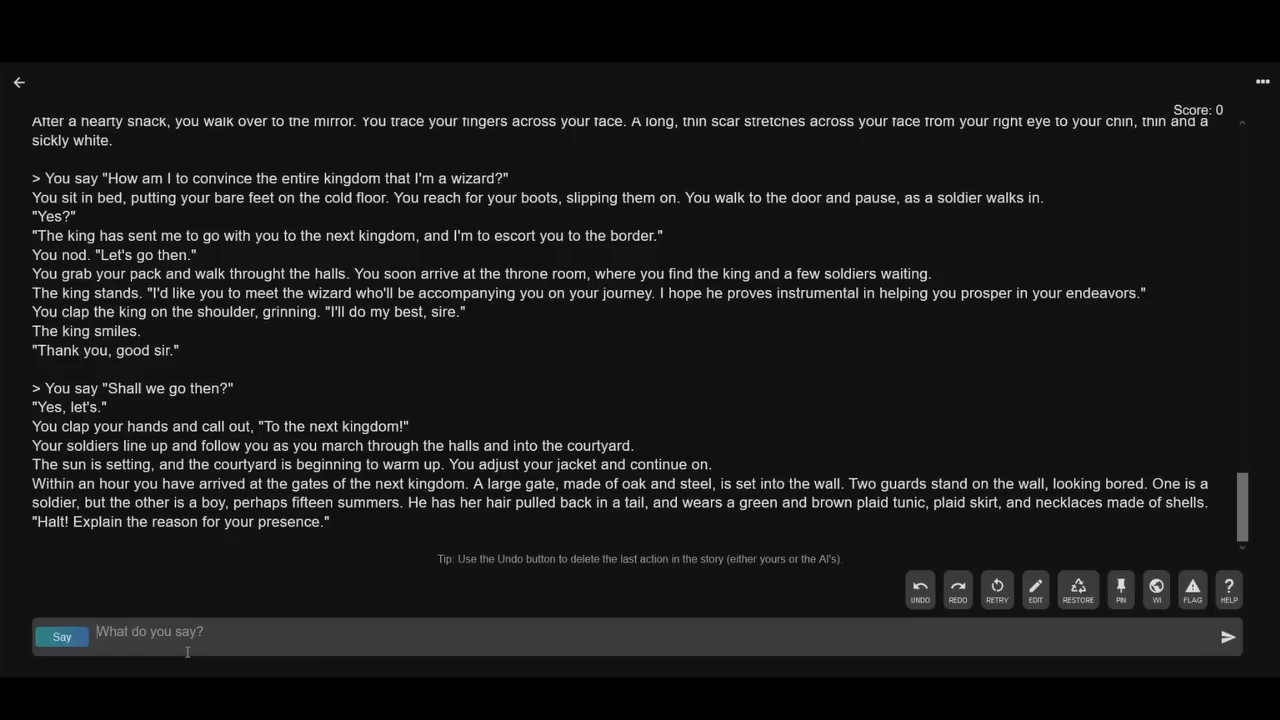 Score: 0
After a hearty snack, you walk over to the mirror. You trace your fingers across your face. A long, thin scar stretches across your face from your right eye to your chin, thin and a
sickly white.
> You say "How am I to convince the entire kingdom that I'm a wizard?"
You sit in bed, putting your bare feet on the cold floor. You reach for your boots, slipping them on. You walk to the door and pause, as a soldier walks in.
"Yes?"
"The king has sent me to go with you to the next kingdom, and I'm to escort you to the border."
You nod. "Let's go then."
You grab your pack and walk throught the halls. You soon arrive at the throne room, where you find the king and a few soldiers waiting.
The king stands. "I'd like you to meet the wizard who'll be accompanying you on your journey. I hope he proves instrumental in helping you prosper in your endeavors."
You clap the king on the shoulder, grinning. "I'll do my best, sire."
The king smiles.
"Thank you, good sir."
> You say "Shall we go then?"
"Yes, let's."
You clap your hands and call out, "To the next kingdom!"
Your soldiers line up and follow you as you march through the halls and into the courtyard.
The sun is setting, and the courtyard is beginning to warm up. You adjust your jacket and continue on.
Within an hour you have arrived at the gates of the next kingdom. A large gate, made of oak and steel, is set into the wall. Two guards stand on the wall, looking bored. One is a
soldier, but the other is a boy, perhaps fifteen summers. He has her hair pulled back in a tail, and wears a green and brown plaid tunic, plaid skirt, and necklaces made of shells.
"Halt! Explain the reason for your presence."
Tip: Use the Undo button to delete the last action in the story (either yours or the AI's).
UNDO REDO RETRY EDIT RESTORE PIN WI FLAG HELP
Say What do you say?